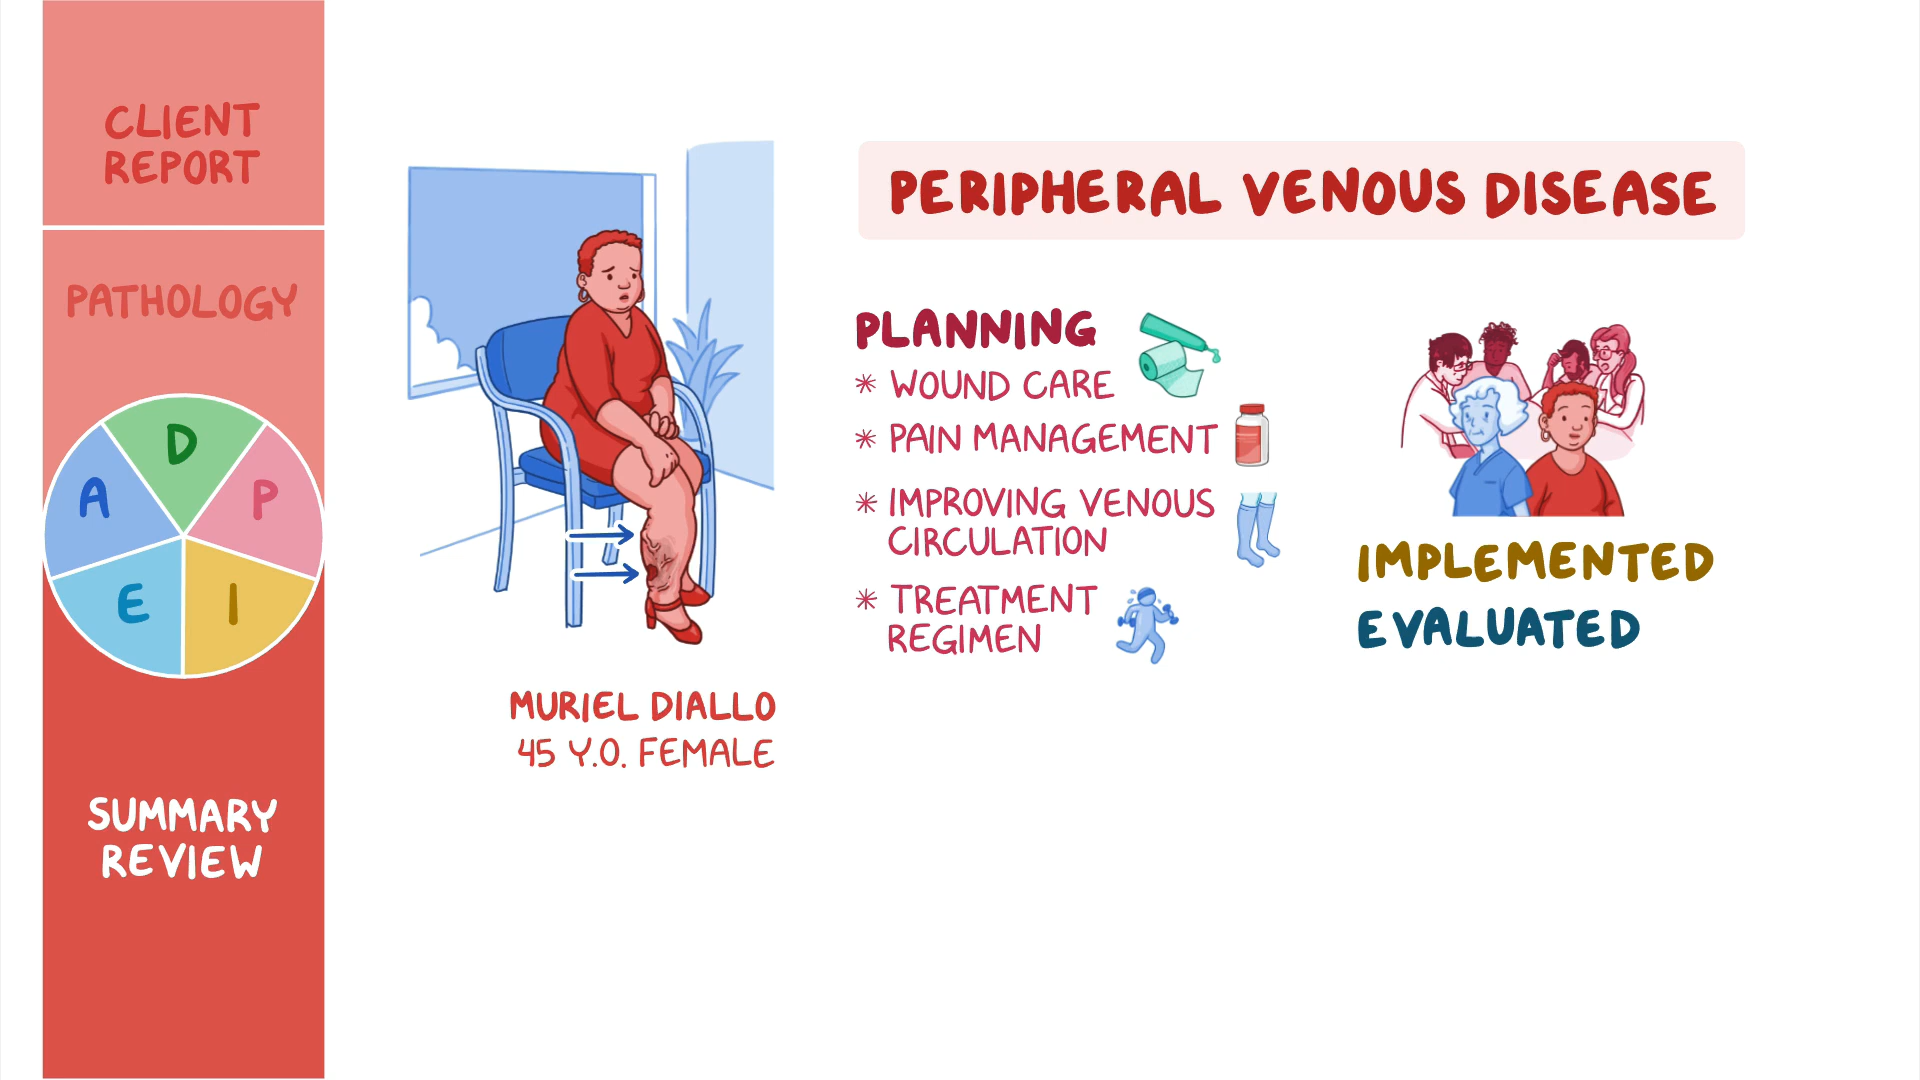 CLIENT
REPORT
PATHOLOGY
A
D
P
E
I
SUMMARY
REVIEW
MURIEL DIALLO
45 Y.O. FEMALE
PERIPHERAL VENOUS DISEASE
PLANNING
* WOUND CARE
* PAIN MANAGEMENT
* IMPROVING VENOUS
CIRCULATION
* TREATMENT
REGIMEN
IMPLEMENTED
EVALUATED